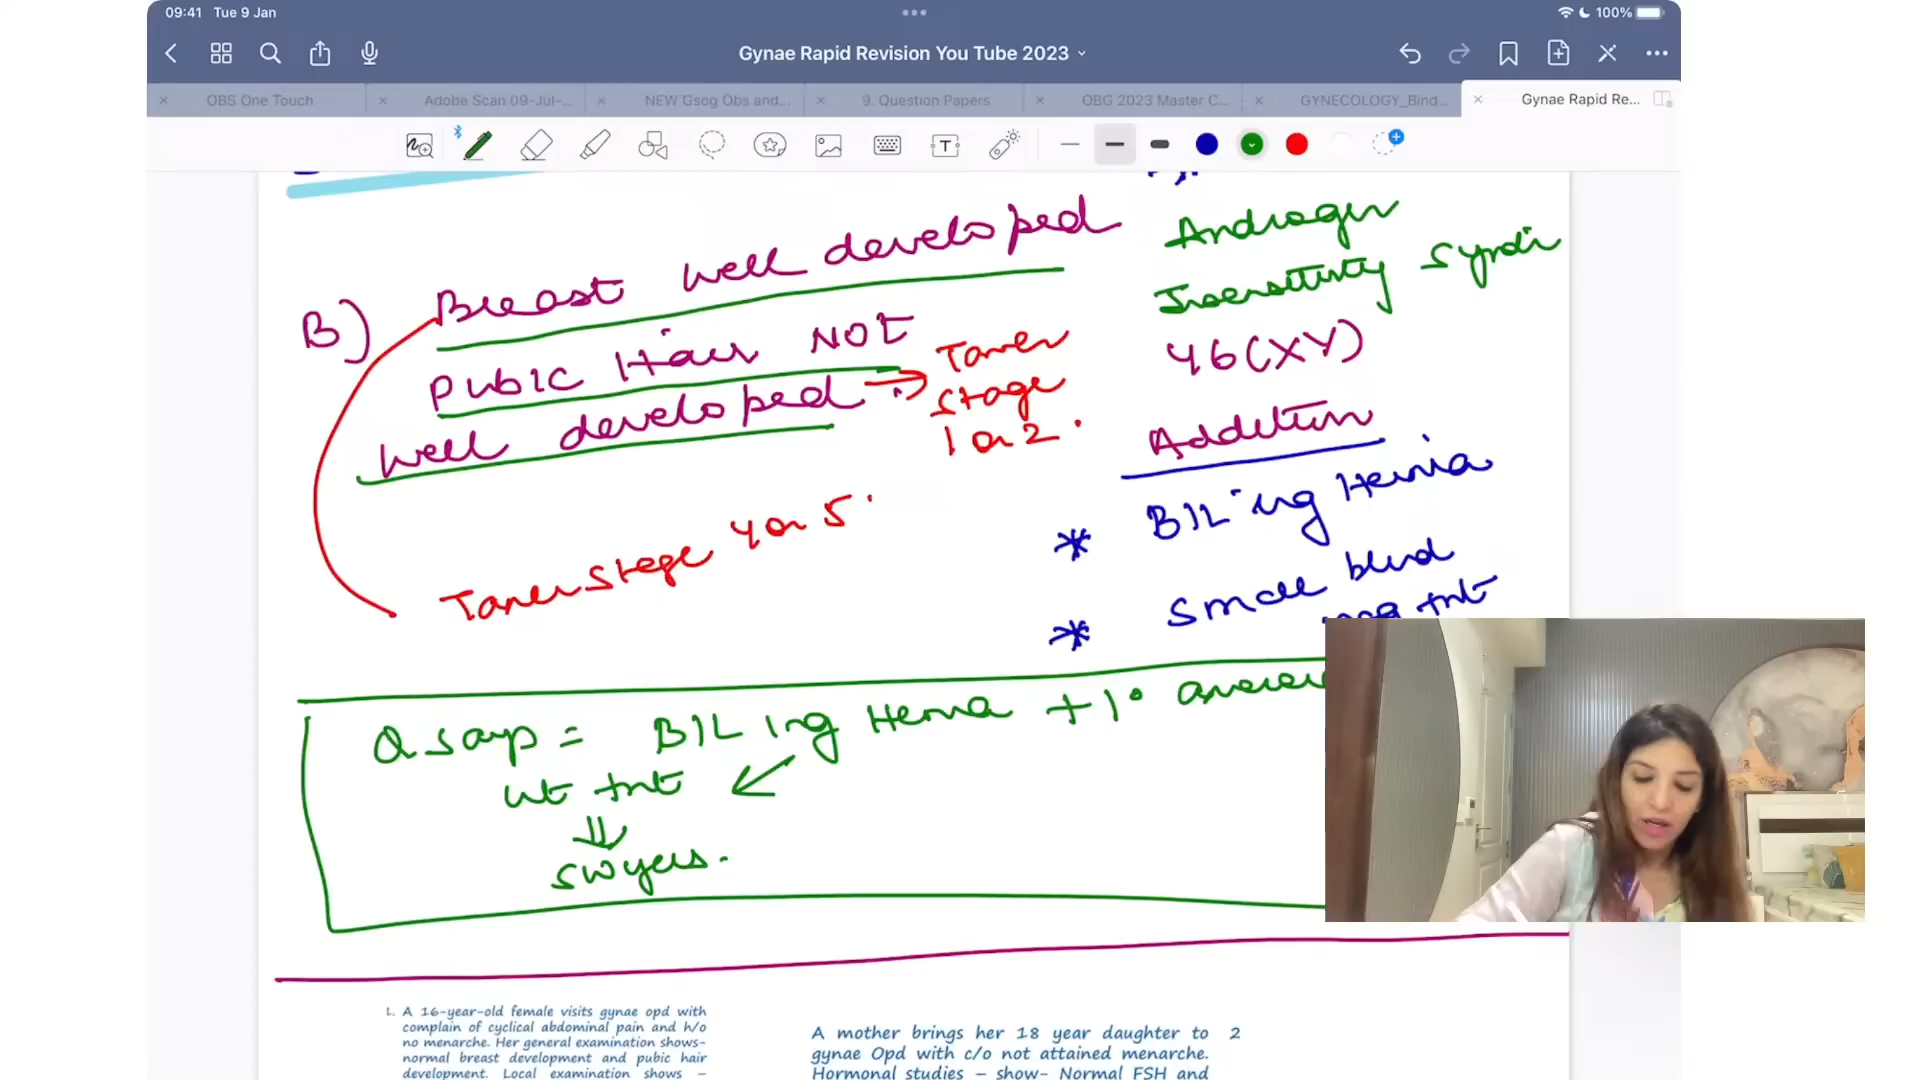 09:41 Tue 9 Jan
100%
Gynae Rapid Revision You Tube 2023
OBS One Touch
Adobe Scan 09-Jul-...
NEW Gsog Obs and...
9. Question Papers
OBG 2023 Master C...
GYNECOLOGY_Bind...
Gynae Rapid Re...
B) Breast well developed
Pubic Hair NOT
well developed
Taner
stage
1 or 2.
Taner stage 4 or 5.
Androgen
Insensitivity Synd
46(XY)
Addition
* B/L ing Hernia
* Small blind
Q says = B/L ing Hernia + 1°
ut +nt
swyers.
1. A 16-year-old female visits gynae opd with
complain of cyclical abdominal pain and h/o
no menarche. Her general examination shows-
normal breast development and pubic hair
development. Local examination shows –
A mother brings her 18 year daughter to
gynae Opd with c/o not attained menarche.
Hormonal studies – show- Normal FSH and
2